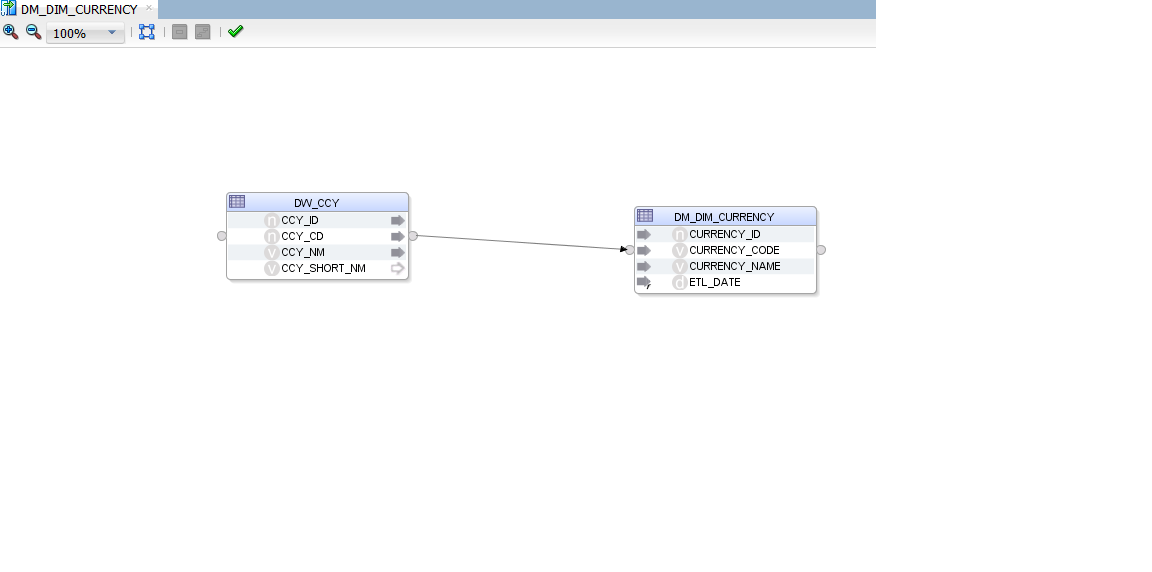 DM_DIM_CURRENCY
100%
DW_CCY
n CCY_ID
n CCY_CD
v CCY_NM
v CCY_SHORT_NM
DM_DIM_CURRENCY
n CURRENCY_ID
v CURRENCY_CODE
v CURRENCY_NAME
d ETL_DATE